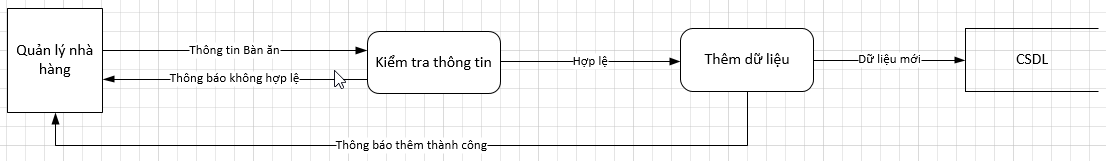 Quản lý nhà
hàng
Thông tin Bàn ăn
Thông báo không hợp lệ
Kiểm tra thông tin
Hợp lệ
Thêm dữ liệu
Dữ liệu mới
CSDL
Thông báo thêm thành công